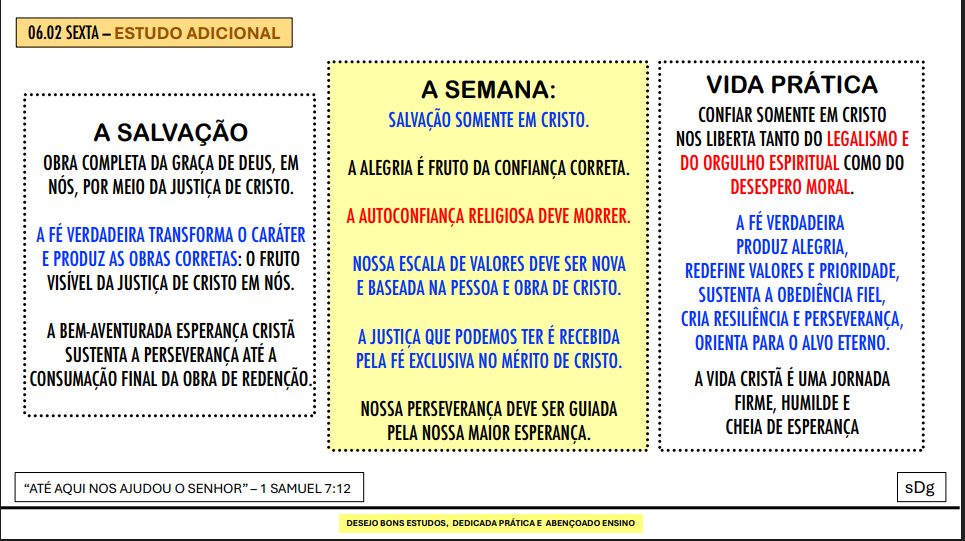 06.02 SEXTA – ESTUDO ADICIONAL
A SALVAÇÃO
OBRA COMPLETA DA GRAÇA DE DEUS, EM
NÓS, POR MEIO DA JUSTIÇA DE CRISTO.
A FÉ VERDADEIRA TRANSFORMA O CARÁTER
E PRODUZ AS OBRAS CORRETAS: O FRUTO
VISÍVEL DA JUSTIÇA DE CRISTO EM NÓS.
A BEM-AVENTURADA ESPERANÇA CRISTÃ
SUSTENTA A PERSEVERANÇA ATÉ A
CONSUMAÇÃO FINAL DA OBRA DE REDENÇÃO.
A SEMANA:
SALVAÇÃO SOMENTE EM CRISTO.
A ALEGRIA É FRUTO DA CONFIANÇA CORRETA.
A AUTOCONFIANÇA RELIGIOSA DEVE MORRER.
NOSSA ESCALA DE VALORES DEVE SER NOVA
E BASEADA NA PESSOA E OBRA DE CRISTO.
A JUSTIÇA QUE PODEMOS TER É RECEBIDA
PELA FÉ EXCLUSIVA NO MÉRITO DE CRISTO.
NOSSA PERSEVERANÇA DEVE SER GUIADA
PELA NOSSA MAIOR ESPERANÇA.
VIDA PRÁTICA
CONFIAR SOMENTE EM CRISTO
NOS LIBERTA TANTO DO LEGALISMO E
DO ORGULHO ESPIRITUAL COMO DO
DESESPERO MORAL.
A FÉ VERDADEIRA
PRODUZ ALEGRIA,
REDEFINE VALORES E PRIORIDADE,
SUSTENTA A OBEDIÊNCIA FIEL,
CRIA RESILIÊNCIA E PERSEVERANÇA,
ORIENTA PARA O ALVO ETERNO.
A VIDA CRISTÃ É UMA JORNADA
FIRME, HUMILDE E
CHEIA DE ESPERANÇA
“ATÉ AQUI NOS AJUDOU O SENHOR” – 1 SAMUEL 7:12
sDg
DESEJO BONS ESTUDOS, DEDICADA PRÁTICA E ABENÇOADO ENSINO